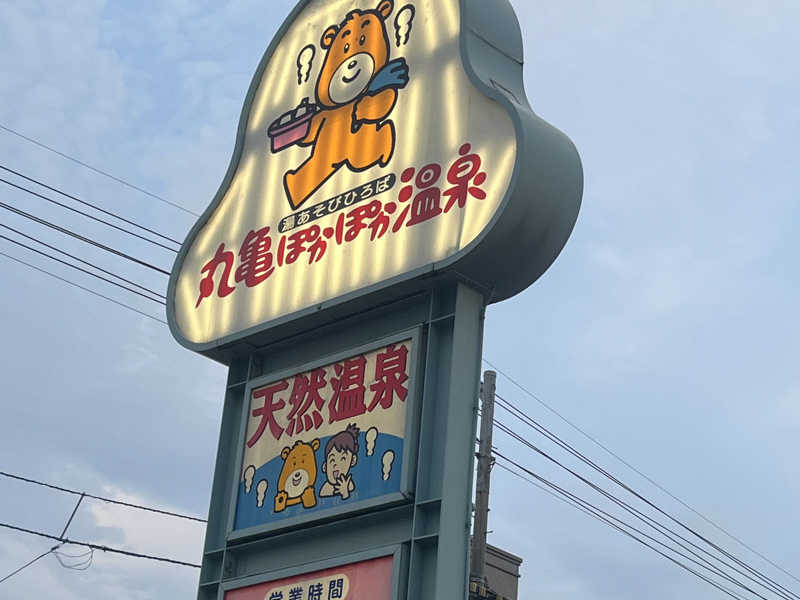 湯あそびひろば
丸亀ぽかぽか温泉
天然温泉
営業時間